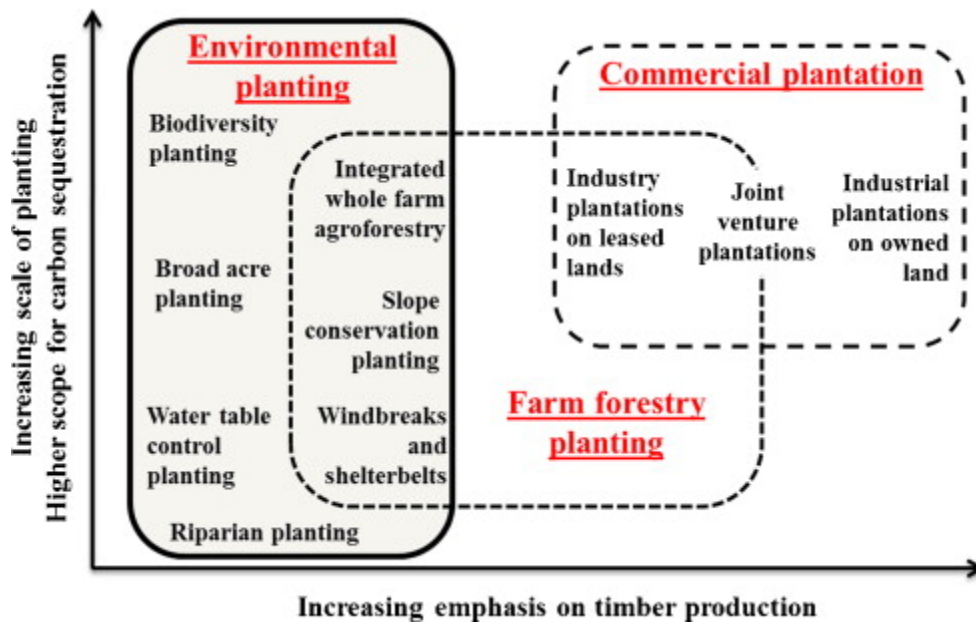 Increasing scale of planting
Higher scope for carbon sequestration
Environmental
planting
Biodiversity
planting
Integrated
whole farm
agroforestry
Broad acre
planting
Slope
conservation
planting
Water table
control
planting
Windbreaks
and
shelterbelts
Riparian planting
Commercial plantation
Industry
plantations
on leased
lands
Joint
venture
plantations
Industrial
plantations
on owned
land
Farm forestry
planting
Increasing emphasis on timber production